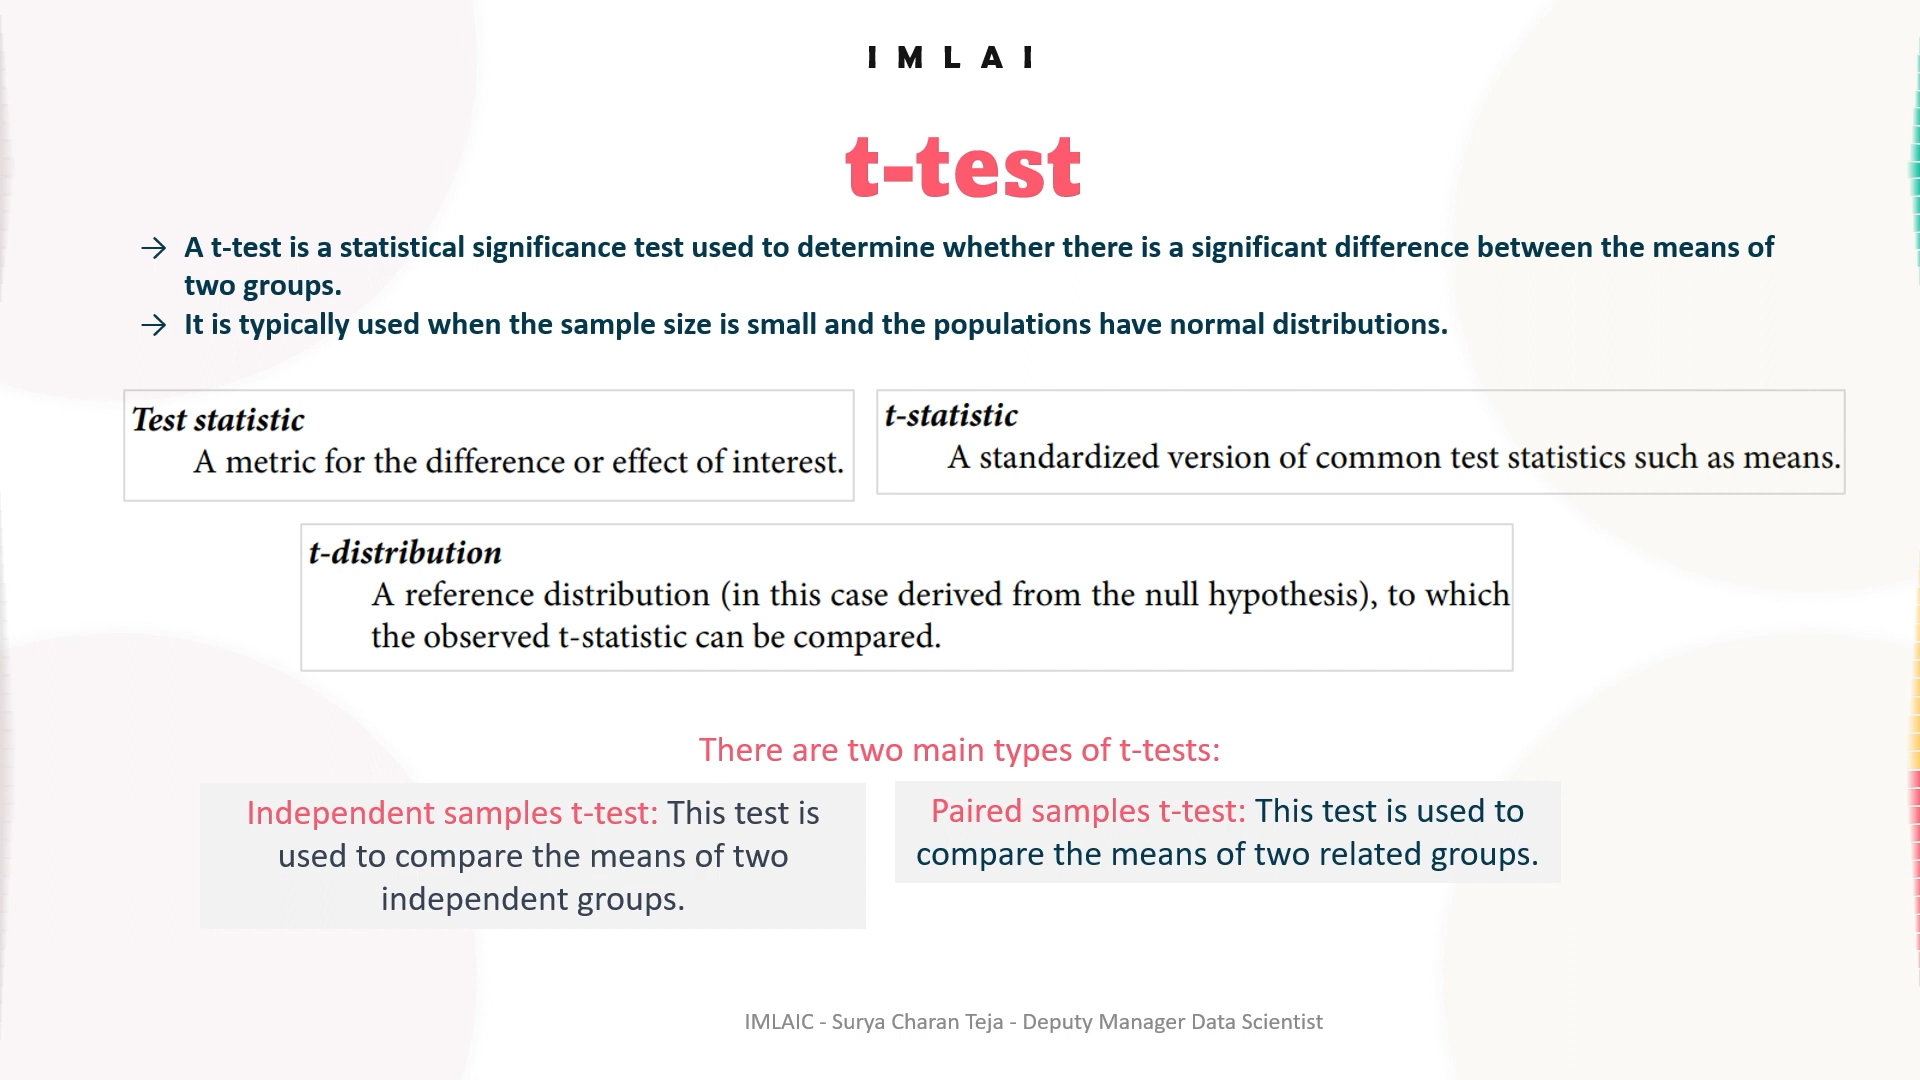 IMLAI
t-test
→ A t-test is a statistical significance test used to determine whether there is a significant difference between the means of
two groups.
→ It is typically used when the sample size is small and the populations have normal distributions.
Test statistic
A metric for the difference or effect of interest.
t-statistic
A standardized version of common test statistics such as means.
t-distribution
A reference distribution (in this case derived from the null hypothesis), to which
the observed t-statistic can be compared.
There are two main types of t-tests:
Independent samples t-test: This test is
used to compare the means of two
independent groups.
Paired samples t-test: This test is used to
compare the means of two related groups.
IMLAIC - Surya Charan Teja - Deputy Manager Data Scientist